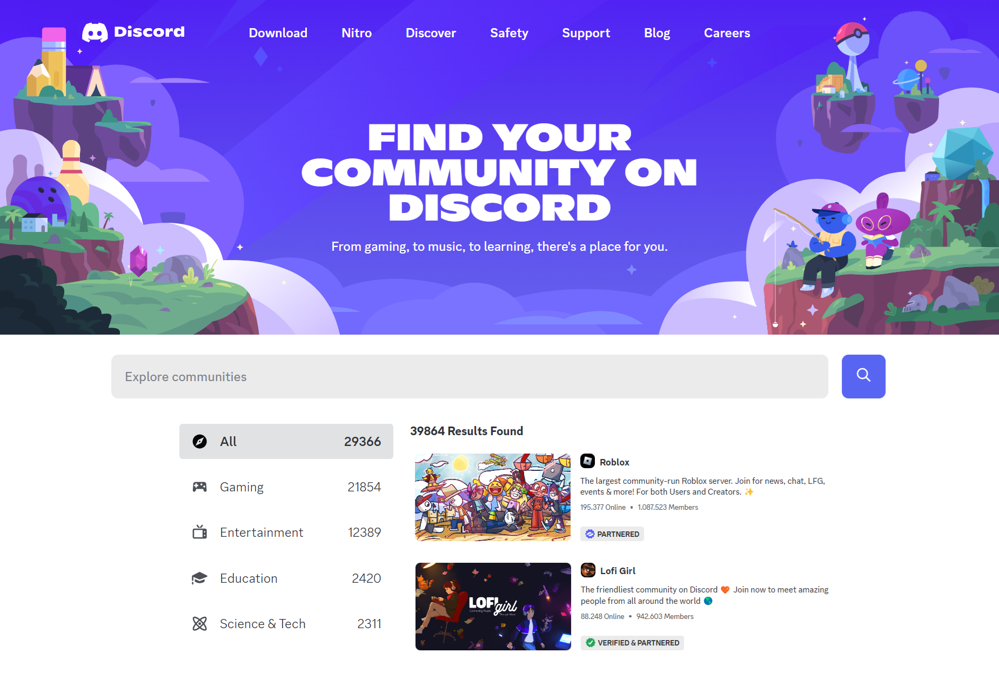 Discord
Download Nitro Discover Safety Support Blog Careers
FIND YOUR
COMMUNITY ON
DISCORD
From gaming, to music, to learning, there's a place for you.
Explore communities
All 29366
Gaming 21854
Entertainment 12389
Education 2420
Science & Tech 2311
39864 Results Found
Roblox
The largest community-run Roblox server. Join for news, chat, LFG,
events & more! For both Users and Creators. ✨
195.377 Online • 1.087.523 Members
PARTNERED
LOFI girl
Connecting People
Through Music
Lofi Girl
The friendliest community on Discord 🧡 Join now to meet amazing
people from all around the world 🌎
88.248 Online • 942.603 Members
VERIFIED & PARTNERED